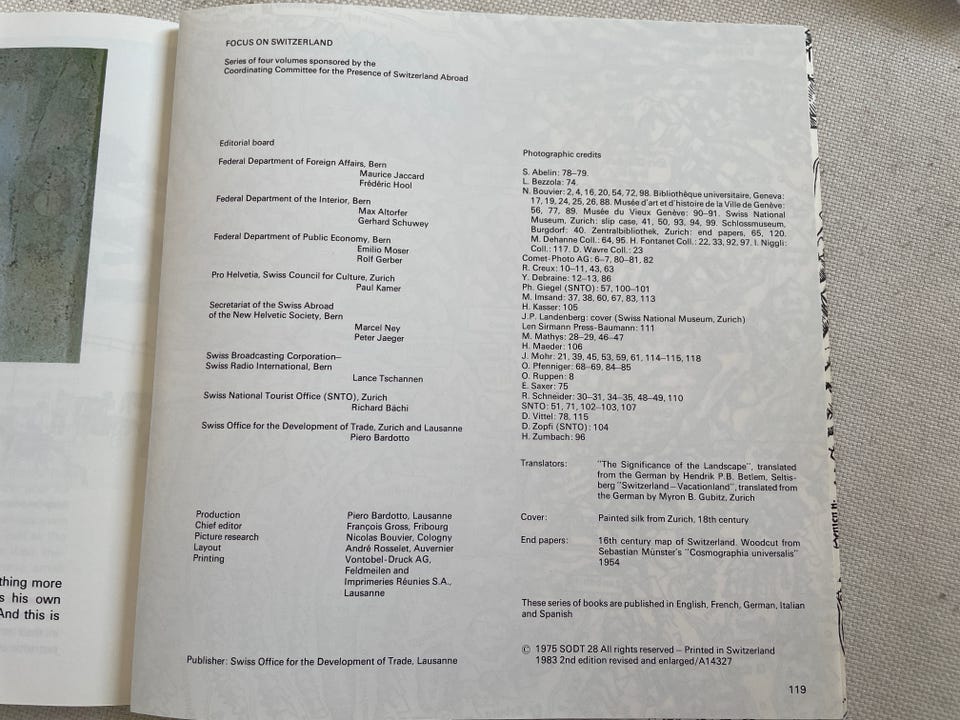 thing more
s his own
And this is
FOCUS ON SWITZERLAND
Series of four volumes sponsored by the
Coordinating Committee for the Presence of Switzerland Abroad
Editorial board
Federal Department of Foreign Affairs, Bern
Maurice Jaccard
Frédéric Hool
Federal Department of the Interior, Bern
Max Altorfer
Gerhard Schuwey
Federal Department of Public Economy, Bern
Emilio Moser
Rolf Gerber
Pro Helvetia, Swiss Council for Culture, Zurich
Paul Kamer
Secretariat of the Swiss Abroad
of the New Helvetic Society, Bern
Marcel Ney
Peter Jaeger
Swiss Broadcasting Corporation–
Swiss Radio International, Bern
Lance Tschannen
Swiss National Tourist Office (SNTO), Zurich
Richard Bächi
Swiss Office for the Development of Trade, Zurich and Lausanne
Piero Bardotto
Production Piero Bardotto, Lausanne
Chief editor François Gross, Fribourg
Picture research Nicolas Bouvier, Cologny
Layout André Rosselet, Auvernier
Printing Vontobel-Druck AG,
Feldmeilen and
Imprimeries Réunies S.A.,
Lausanne
Publisher: Swiss Office for the Development of Trade, Lausanne
Photographic credits
S. Abelin: 78–79.
L. Bezzola: 74.
N. Bouvier: 2, 4, 16, 20, 54, 72, 98. Bibliothèque universitaire, Geneva:
17, 19, 24, 25, 26, 88. Musée d'art et d'histoire de la Ville de Genève:
56, 77, 89. Musée du Vieux Genève: 90–91. Swiss National
Museum, Zurich: slip case, 41, 50, 93, 94, 99. Schlossmuseum,
Burgdorf: 40. Zentralbibliothek, Zurich: end papers, 65, 120.
M. Dehanne Coll.: 64, 95. H. Fontanet Coll.: 22, 33, 92, 97. I. Niggli:
Coll.: 117. D. Wavre Coll.: 23
Comet-Photo AG: 6–7, 80–81, 82
R. Creux: 10–11, 43, 63
Y. Debraine: 12–13, 86
Ph. Giegel (SNTO): 57, 100–101
M. Imsand: 37, 38, 60, 67, 83, 113
H. Kasser: 105
J.P. Landenberg: cover (Swiss National Museum, Zurich)
Len Sirmann Press-Baumann: 111
M. Mathys: 28–29, 46–47
H. Maeder: 106
J. Mohr: 21, 39, 45, 53, 59, 61, 114–115, 118
O. Pfenniger: 68–69, 84–85
O. Ruppen: 8
E. Saxer: 75
R. Schneider: 30–31, 34–35, 48–49, 110
SNTO: 51, 71, 102–103, 107
D. Vittel: 78, 115
D. Zopfi (SNTO): 104
H. Zumbach: 96
Translators: "The Significance of the Landscape", translated
from the German by Hendrik P.B. Betlem, Seltis-
berg "Switzerland – Vacationland", translated from
the German by Myron B. Gubitz, Zurich
Cover: Painted silk from Zurich, 18th century
End papers: 16th century map of Switzerland. Woodcut from
Sebastian Münster's "Cosmographia universalis"
1954
These series of books are published in English, French, German, Italian
and Spanish
© 1975 SODT 28 All rights reserved – Printed in Switzerland
1983 2nd edition revised and enlarged/A14327
119